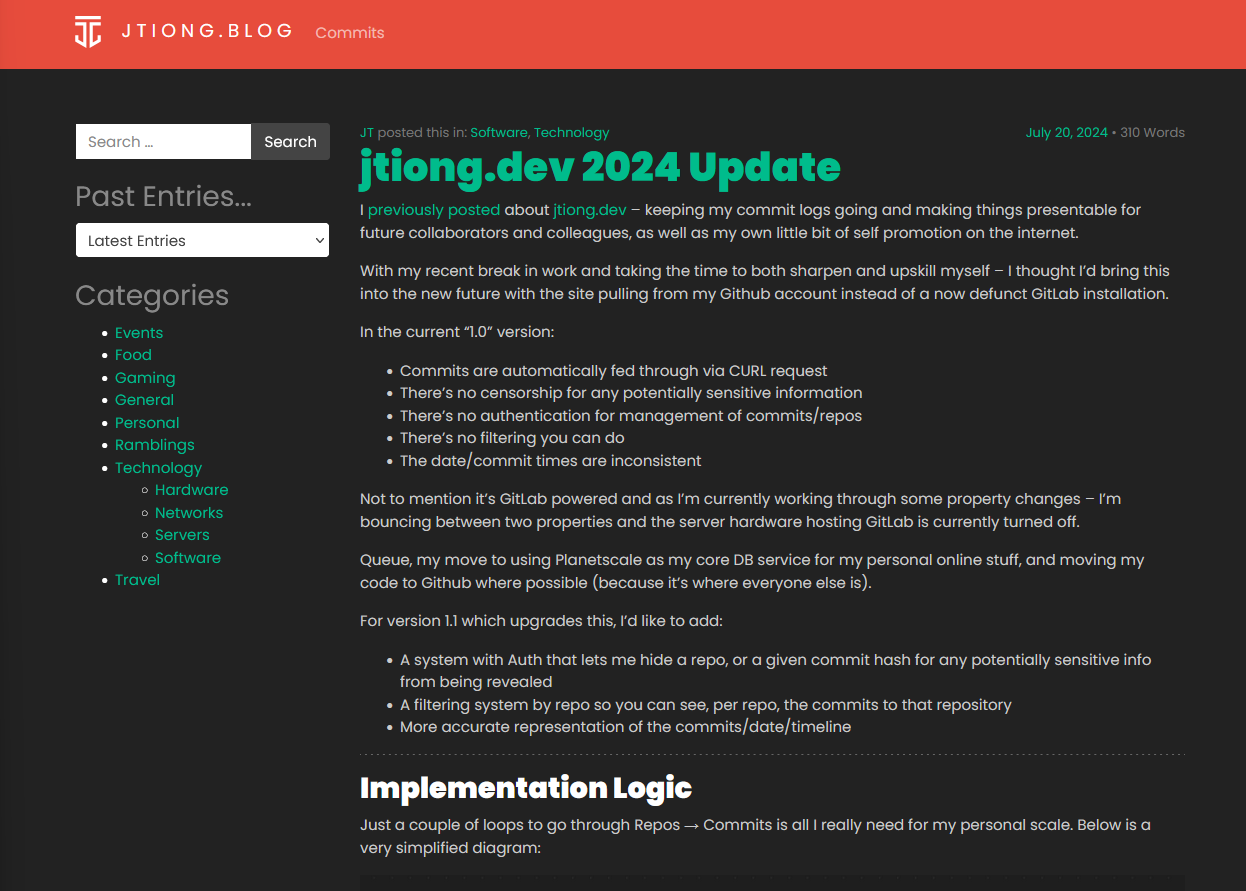 JTIONG.BLOG Commits
Search ... Search
Past Entries...
Latest Entries
Categories
Events
Food
Gaming
General
Personal
Ramblings
Technology
Hardware
Networks
Servers
Software
Travel
JT posted this in: Software, Technology July 20, 2024 • 310 Words
jtiong.dev 2024 Update
I previously posted about jtiong.dev – keeping my commit logs going and making things presentable for
future collaborators and colleagues, as well as my own little bit of self promotion on the internet.
With my recent break in work and taking the time to both sharpen and upskill myself – I thought I’d bring this
into the new future with the site pulling from my Github account instead of a now defunct GitLab installation.
In the current “1.0” version:
Commits are automatically fed through via CURL request
There’s no censorship for any potentially sensitive information
There’s no authentication for management of commits/repos
There’s no filtering you can do
The date/commit times are inconsistent
Not to mention it’s GitLab powered and as I’m currently working through some property changes – I’m
bouncing between two properties and the server hardware hosting GitLab is currently turned off.
Queue, my move to using Planetscale as my core DB service for my personal online stuff, and moving my
code to Github where possible (because it’s where everyone else is).
For version 1.1 which upgrades this, I’d like to add:
A system with Auth that lets me hide a repo, or a given commit hash for any potentially sensitive info
from being revealed
A filtering system by repo so you can see, per repo, the commits to that repository
More accurate representation of the commits/date/timeline
Implementation Logic
Just a couple of loops to go through Repos → Commits is all I really need for my personal scale. Below is a
very simplified diagram: